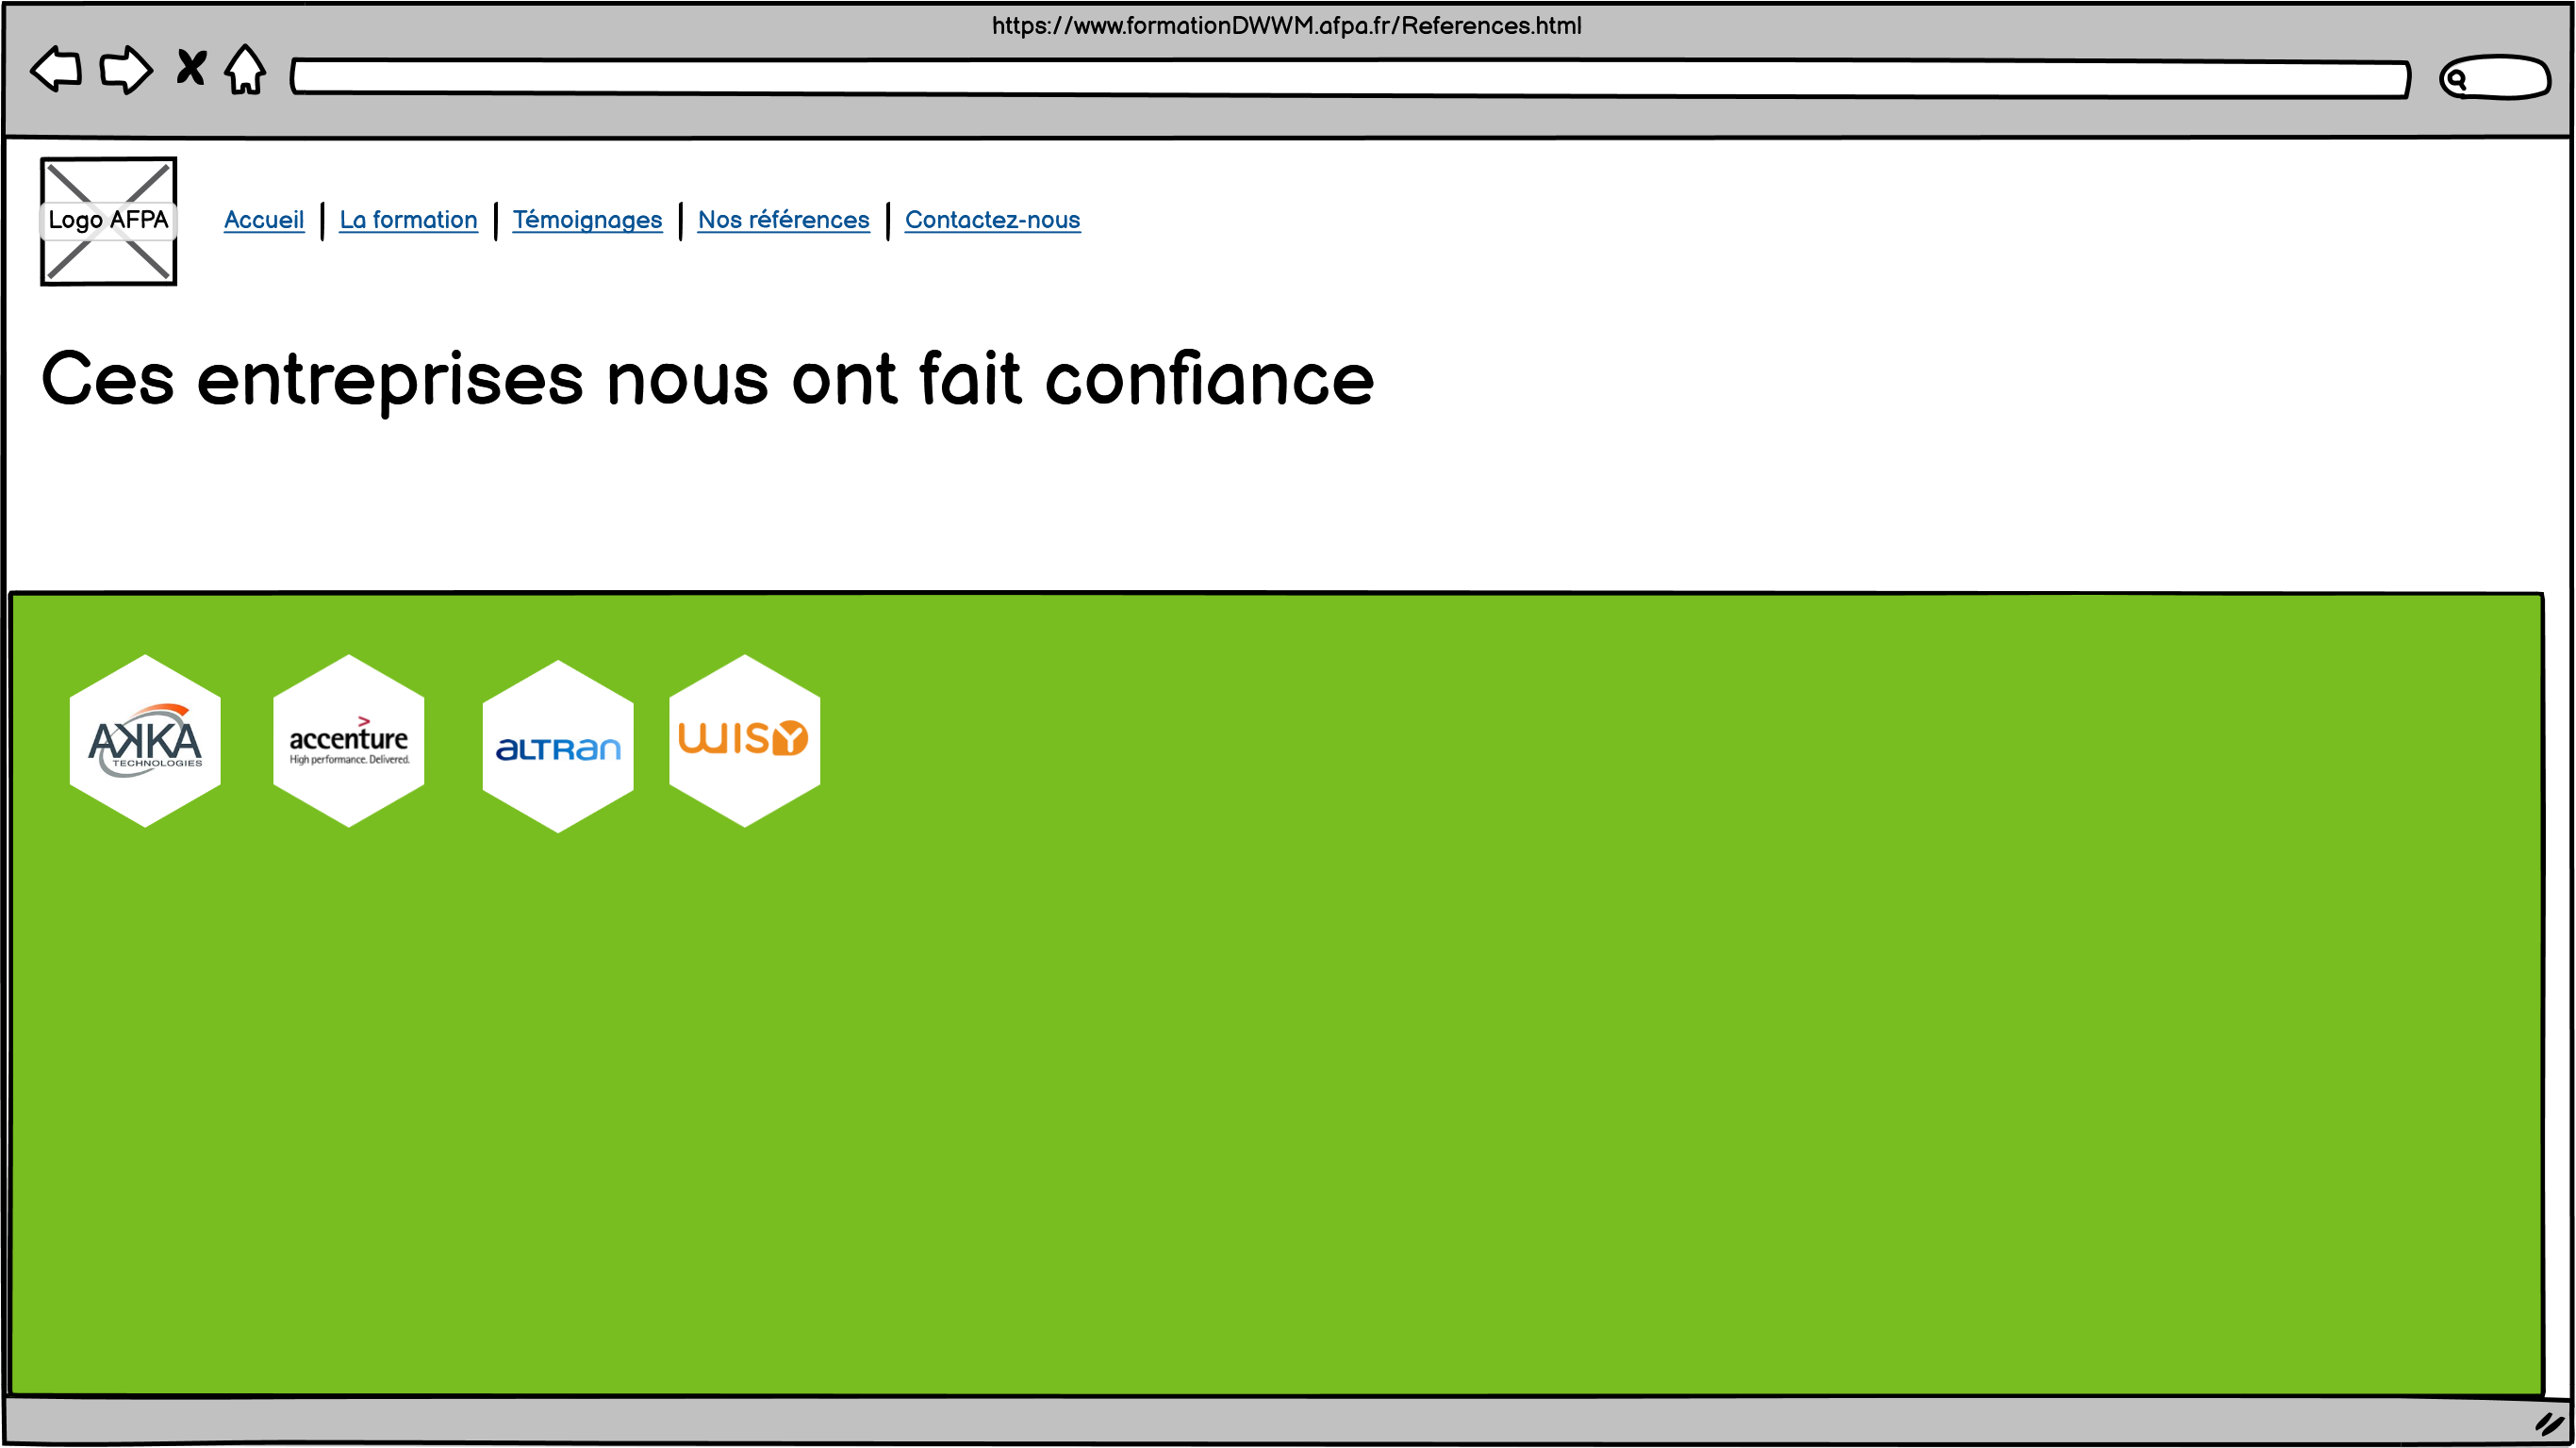 https://www.formationDWWM.afpa.fr/References.html
Logo AFPA
Accueil | La formation | Témoignages | Nos références | Contactez-nous
Ces entreprises nous ont fait confiance
AKKA
TECHNOLOGIES
>
accenture
High performance. Delivered.
aLTRan
WISY